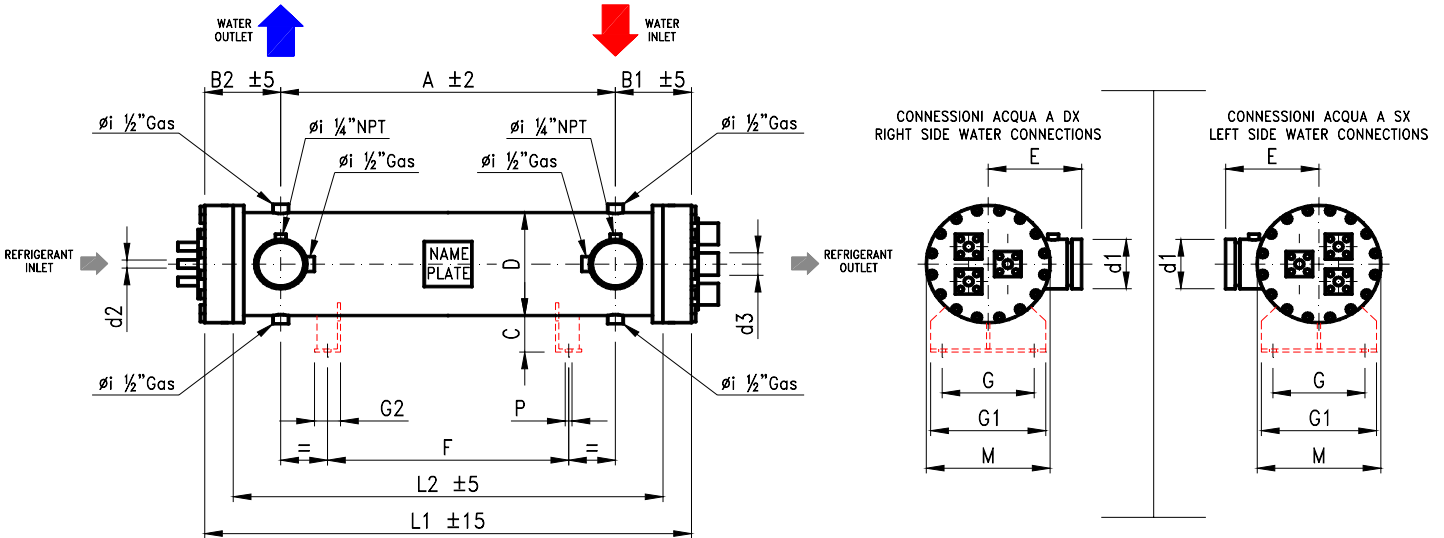 WATER
OUTLET
WATER
INLET
B2 ±5
A ±2
B1 ±5
øi ½"Gas
øi ¼"NPT
øi ¼"NPT
øi ½"Gas
øi ½"Gas
øi ½"Gas
CONNESSIONI ACQUA A DX
RIGHT SIDE WATER CONNECTIONS
CONNESSIONI ACQUA A SX
LEFT SIDE WATER CONNECTIONS
E
E
REFRIGERANT
INLET
NAME
PLATE
D
REFRIGERANT
OUTLET
d1
d1
d2
C
d3
øi ½"Gas
øi ½"Gas
G2
P
G
G
G1
G1
=
F
=
M
M
L2 ±5
L1 ±15